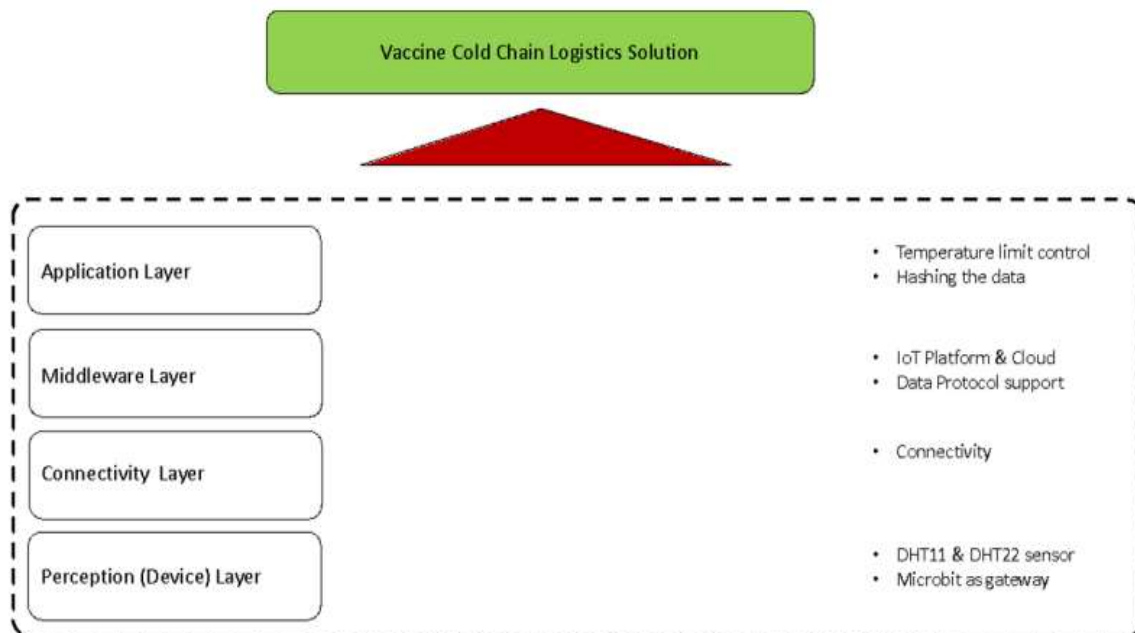 Vaccine Cold Chain Logistics Solution
Application Layer
• Temperature limit control
• Hashing the data
Middleware Layer
• IoT Platform & Cloud
• Data Protocol support
Connectivity Layer
• Connectivity
Perception (Device) Layer
• DHT11 & DHT22 sensor
• Microbit as gateway